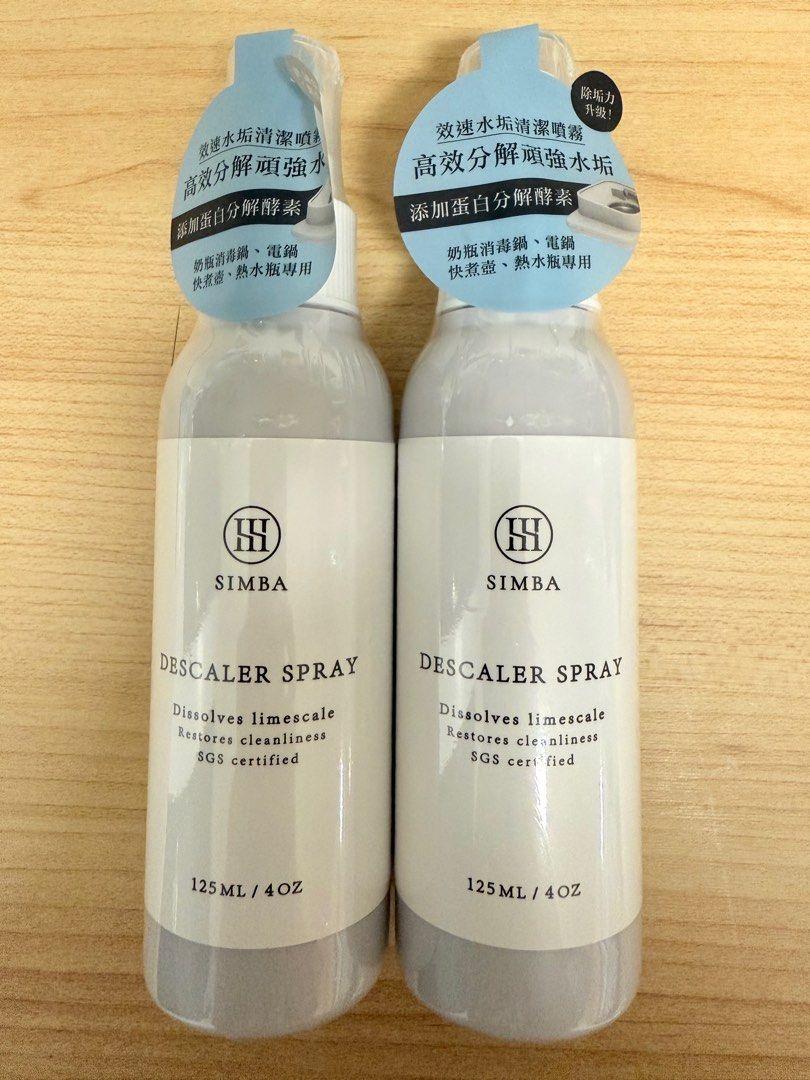 效速水垢清潔噴霧
高效分解頑強水
添加蛋白分解酵素
奶瓶消毒鍋、電鍋
快煮壺、熱水瓶專用
SIMBA
DESCALER SPRAY
Dissolves limescale
Restores cleanliness
SGS certified
125ML / 4OZ
除垢力
升級!
效速水垢清潔噴霧
高效分解頑強水垢
添加蛋白分解酵素
奶瓶消毒鍋、電鍋
快煮壺、熱水瓶專用
SIMBA
DESCALER SPRAY
Dissolves limescale
Restores cleanliness
SGS certified
125ML / 4OZ